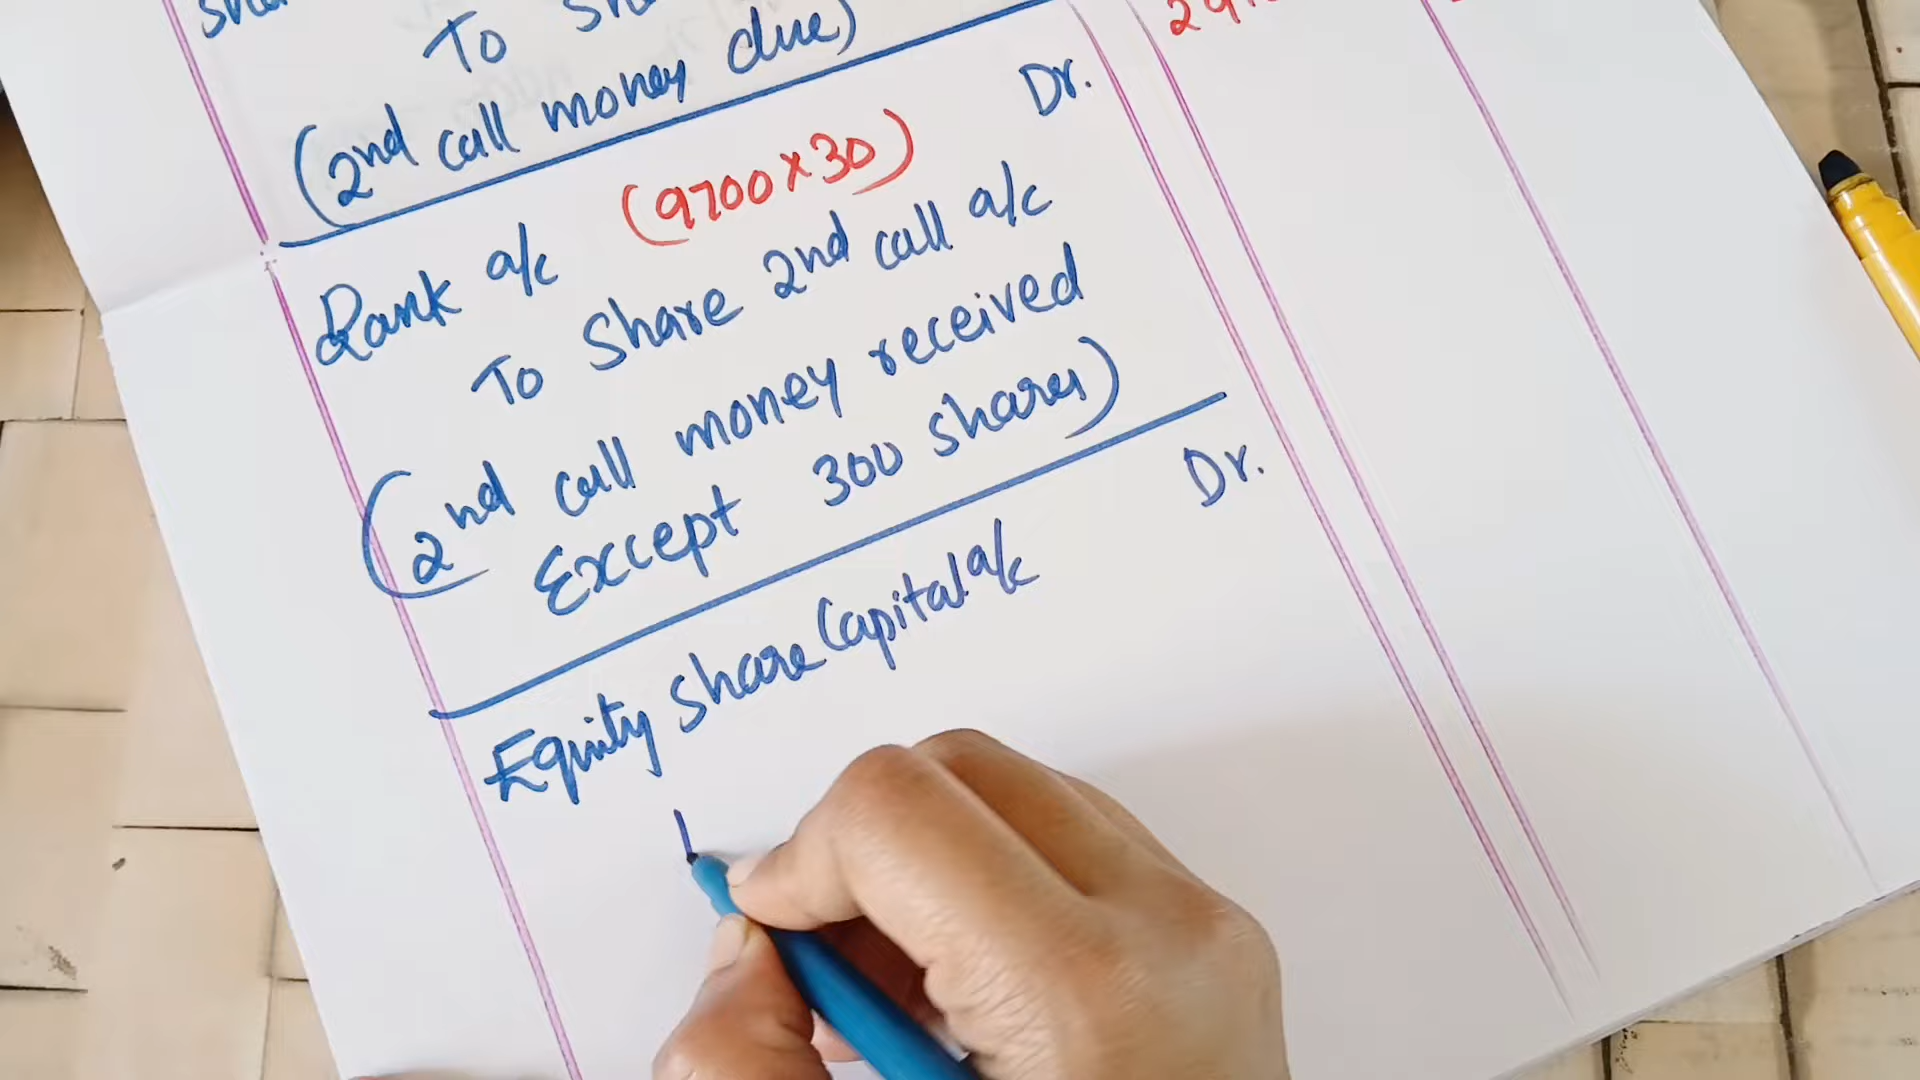 To
(2nd call money due)
Bank a/c (9700×30) Dr.
To Share 2nd call a/c
(2nd call money received
Except 300 shares)
Equity Share Capital a/c Dr.